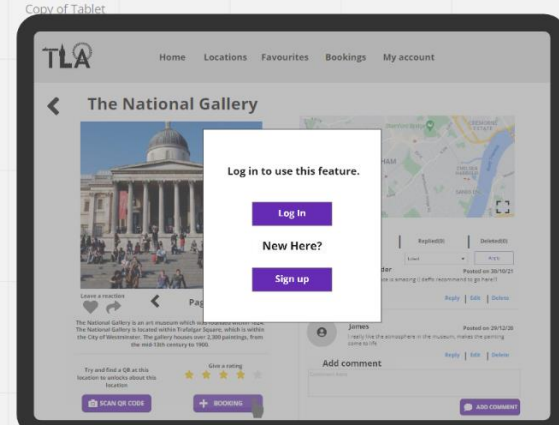 Copy of Tablet
TLA
Home Locations Favourites Bookings My account
The National Gallery
Log in to use this feature.
Log In
New Here?
Sign up
HAM
Replied(0) Deleted(0)
Posted on 30/10/21
Reply Edit Delete
Leave a reaction
The National Gallery is an art museum which was
The National Gallery is located within Trafalgar Square, which is within
the City of Westminster. The gallery houses over 2,300 paintings, from
the mid-13th century to 1900.
Try and find a QR at this
location to unlocks about this
location
Give a rating
SCAN QR CODE
BOOKING
Posted on 29/12/20
I really like the atmosphere in the museum, makes the painting
come to life
Reply Edit Delete
Add comment
ADD COMMENT